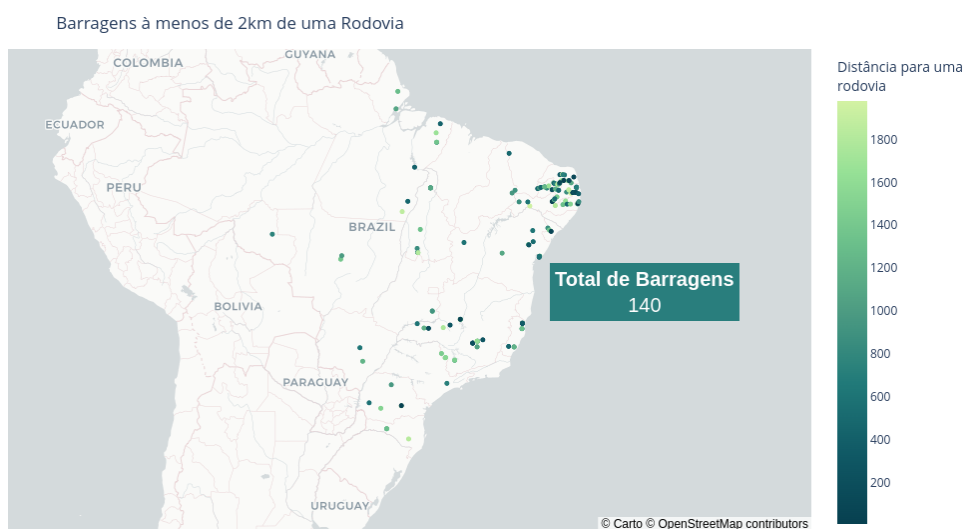 Barragens à menos de 2km de uma Rodovia
GUYANA
COLOMBIA
ECUADOR
PERU
BRAZIL
BOLIVIA
PARAGUAY
URUGUAY
Total de Barragens
140
© Carto © OpenStreetMap contributors
Distância para uma
rodovia
1800
1600
1400
1200
1000
800
600
400
200